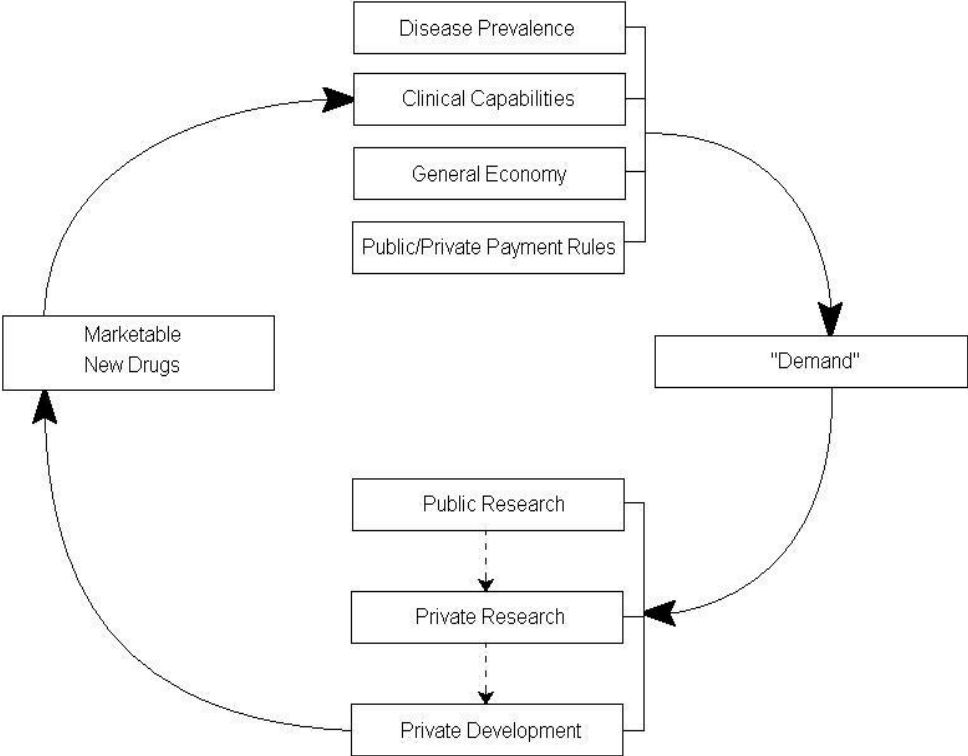 Disease Prevalence
Clinical Capabilities
General Economy
Public/Private Payment Rules
Marketable
New Drugs
"Demand"
Public Research
Private Research
Private Development